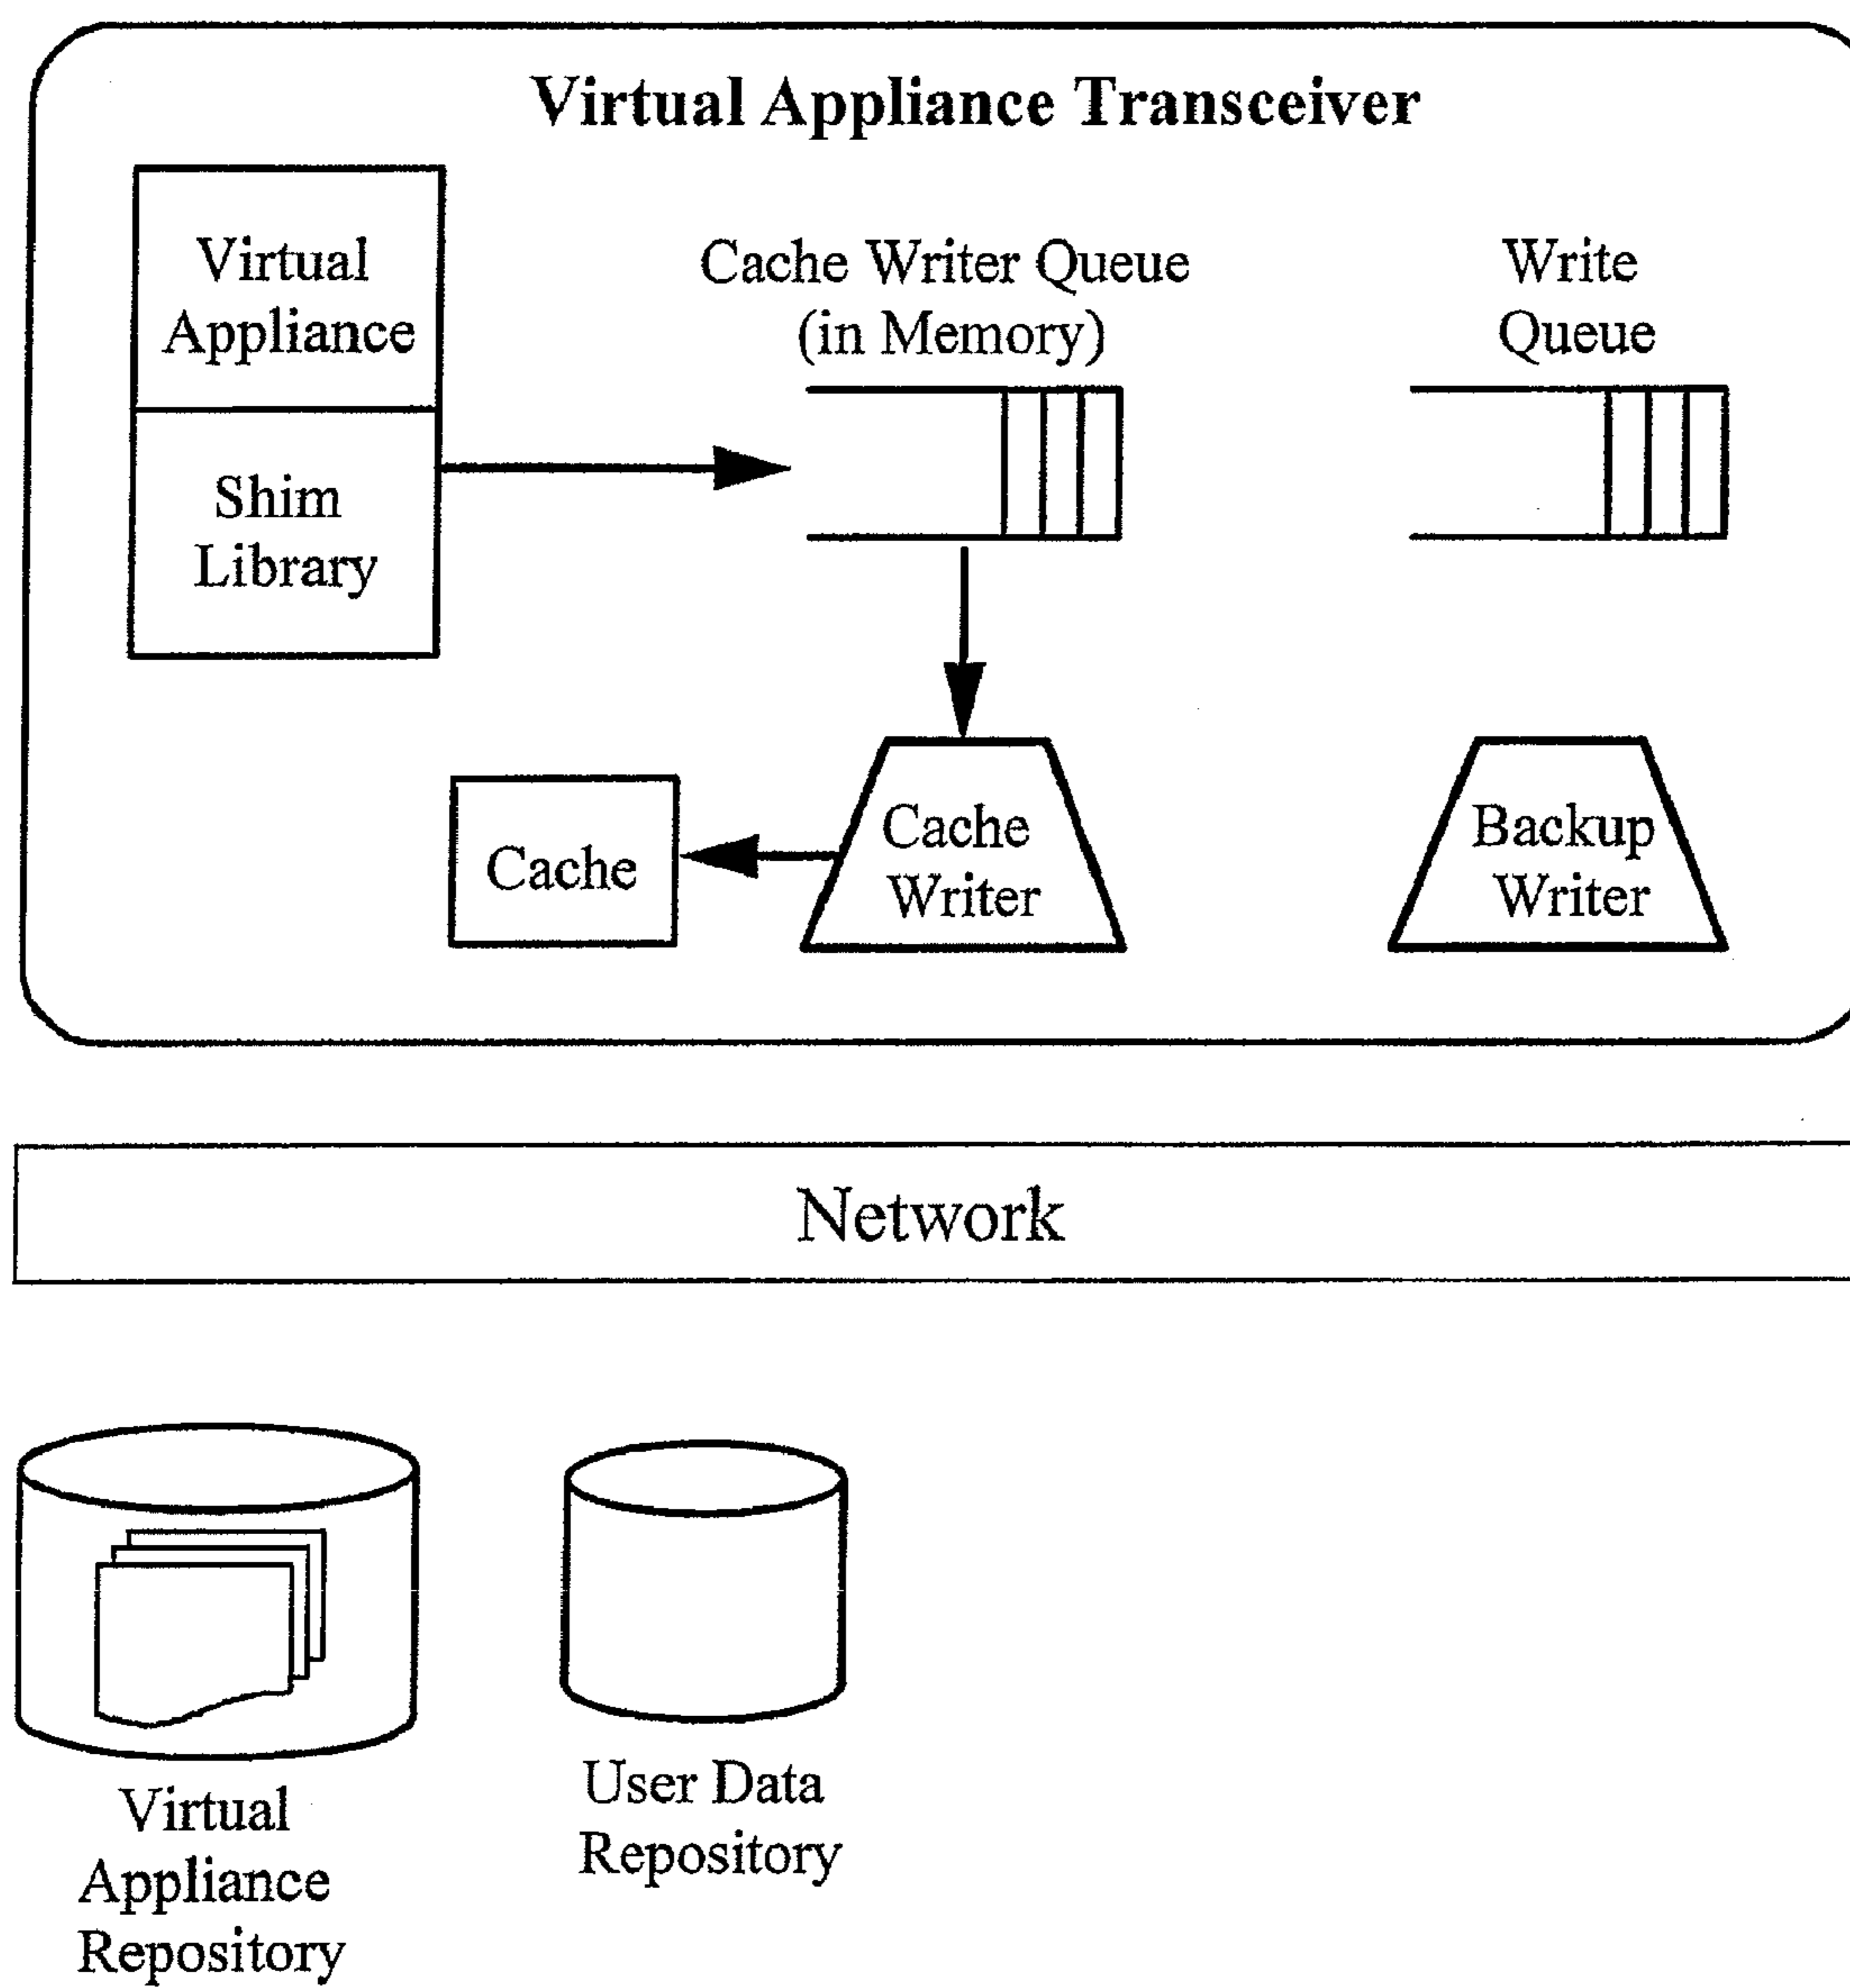 Virtual Appliance Transceiver
Virtual
Appliance
Shim
Library
Cache Writer Queue
(in Memory)
Write
Queue
Cache
Cache
Writer
Backup
Writer
Network
Virtual
Appliance
Repository
User Data
Repository